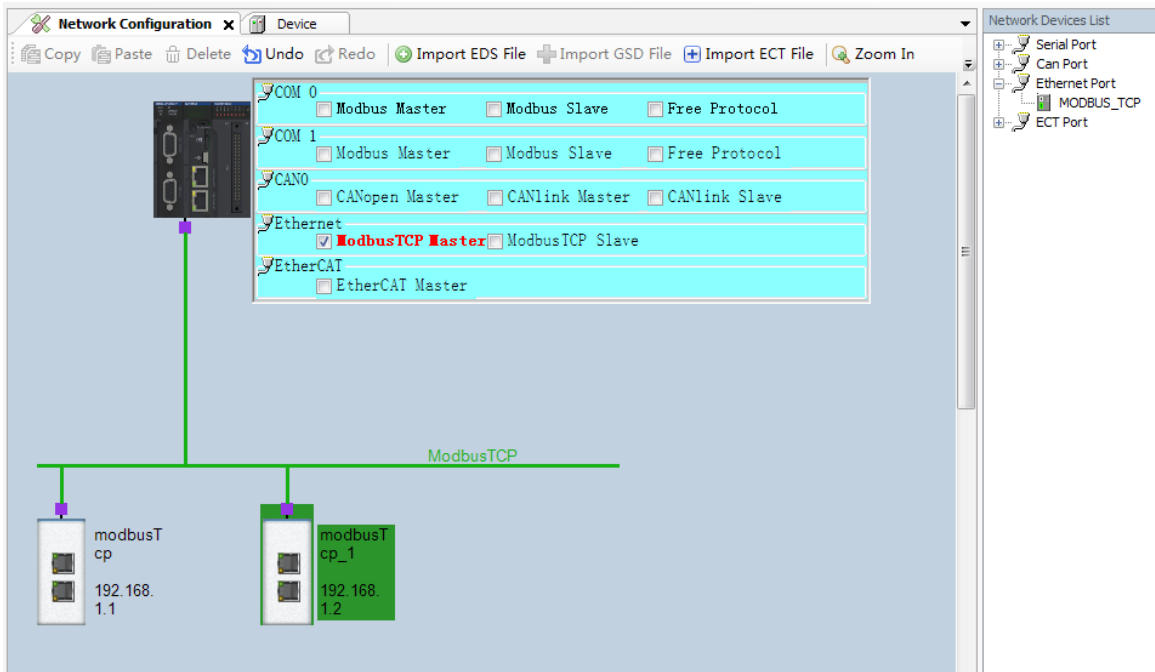 Network Configuration
Device
Copy Paste Delete Undo Redo Import EDS File Import GSD File Import ECT File Zoom In
COM 0
Modbus Master Modbus Slave Free Protocol
COM 1
Modbus Master Modbus Slave Free Protocol
CAN0
CANopen Master CANlink Master CANlink Slave
Ethernet
ModbusTCP Master ModbusTCP Slave
EtherCAT
EtherCAT Master
ModbusTCP
modbusT
cp
192.168.
1.1
modbusT
cp_1
192.168.
1.2
Network Devices List
Serial Port
Can Port
Ethernet Port
MODBUS_TCP
ECT Port